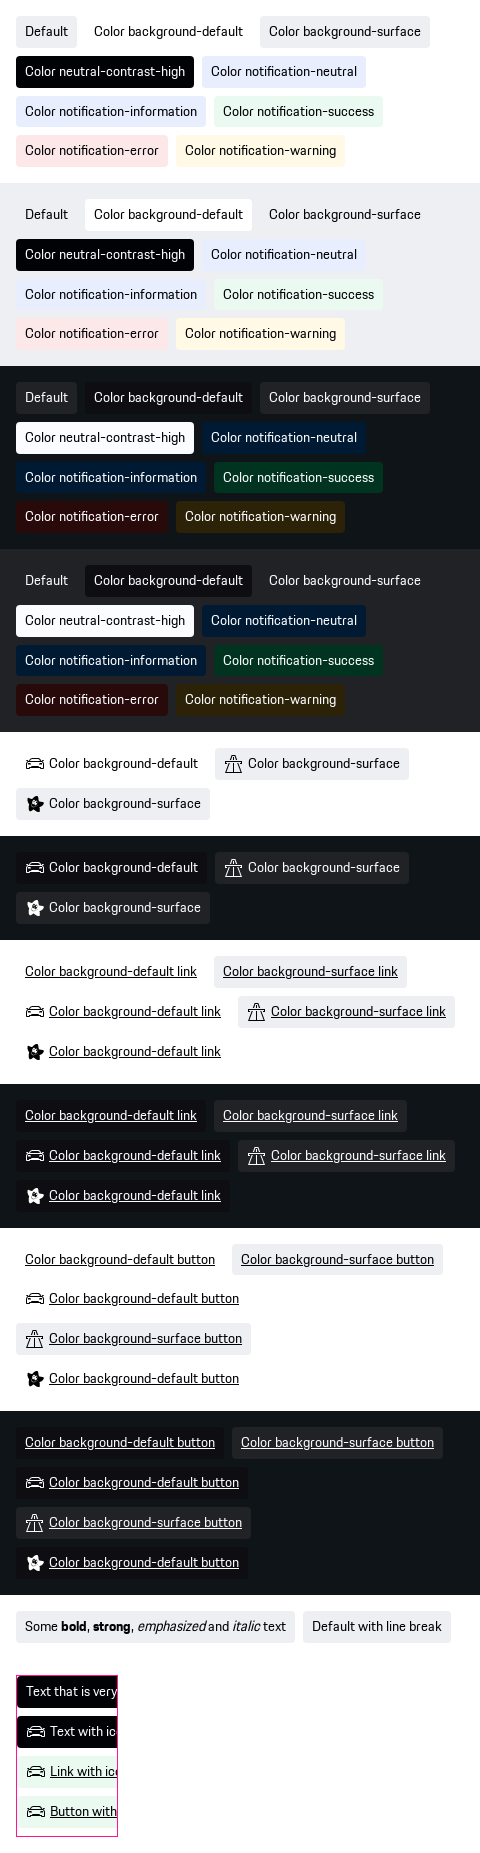 Default Color background-default Color background-surface
Color neutral-contrast-high Color notification-neutral
Color notification-information Color notification-success
Color notification-error Color notification-warning
Default Color background-default Color background-surface
Color neutral-contrast-high Color notification-neutral
Color notification-information Color notification-success
Color notification-error Color notification-warning
Default Color background-default Color background-surface
Color neutral-contrast-high Color notification-neutral
Color notification-information Color notification-success
Color notification-error Color notification-warning
Default Color background-default Color background-surface
Color neutral-contrast-high Color notification-neutral
Color notification-information Color notification-success
Color notification-error Color notification-warning
Color background-default Color background-surface
Color background-surface
Color background-default Color background-surface
Color background-surface
Color background-default link Color background-surface link
Color background-default link Color background-surface link
Color background-default link
Color background-default link Color background-surface link
Color background-default link Color background-surface link
Color background-default link
Color background-default button Color background-surface button
Color background-default button
Color background-surface button
Color background-default button
Color background-default button Color background-surface button
Color background-default button
Color background-surface button
Color background-default button
Some bold, strong, emphasized and italic text Default with line break
Text that is very
Text with ic
Link with ic
Button with